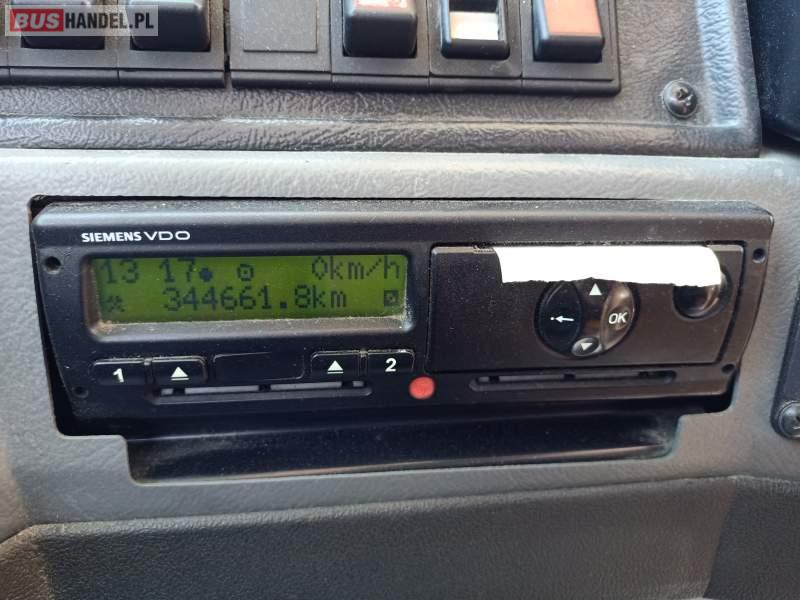 BUSHANDEL.PL
SIEMENS VDO
13 17 0km/h
344661.8km
OK
1 2